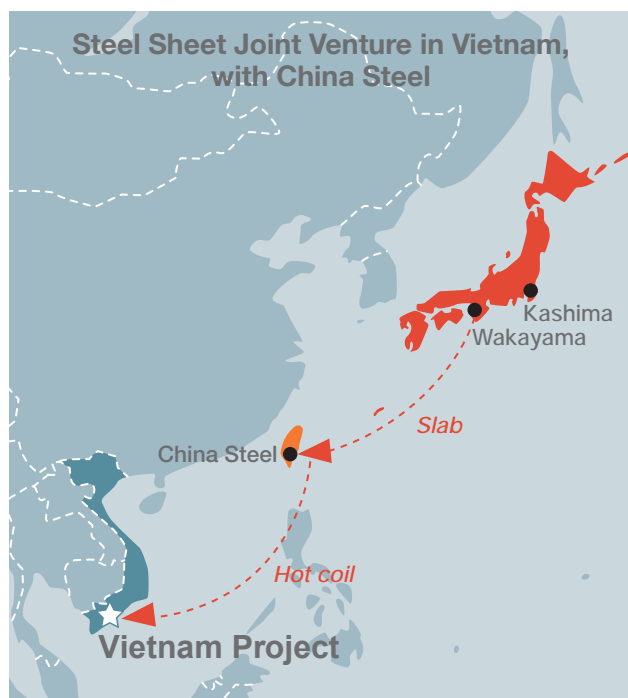 Steel Sheet Joint Venture in Vietnam,
with China Steel
Kashima
Wakayama
Slab
China Steel
Hot coil
Vietnam Project